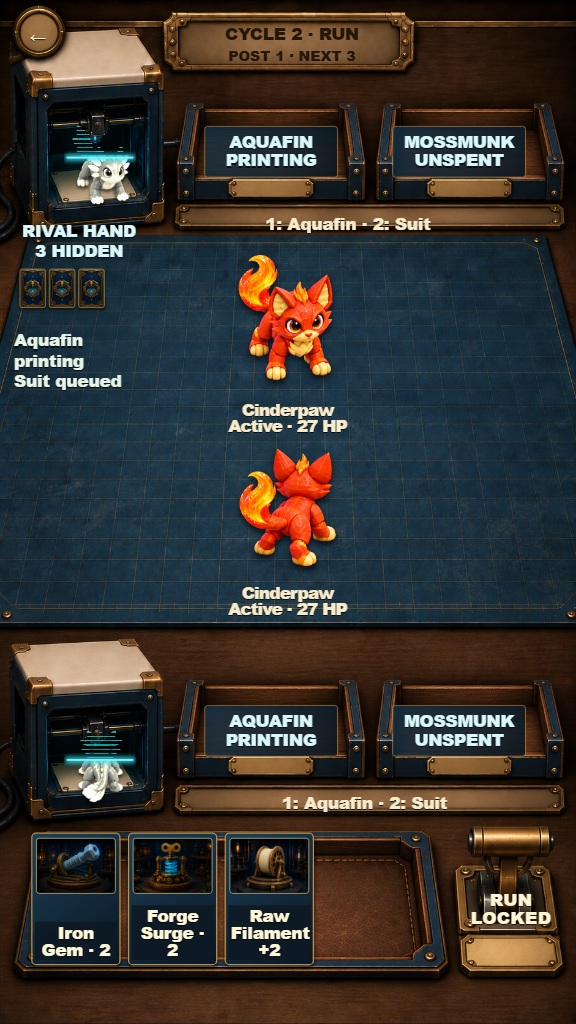 ←
CYCLE 2 · RUN
POST 1 · NEXT 3
AQUAFIN
PRINTING
MOSSMUNK
UNSPENT
1: Aquafin · 2: Suit
RIVAL HAND
3 HIDDEN
Aquafin
printing
Suit queued
Cinderpaw
Active · 27 HP
Cinderpaw
Active · 27 HP
AQUAFIN
PRINTING
MOSSMUNK
UNSPENT
1: Aquafin · 2: Suit
Iron
Gem · 2
Forge
Surge ·
2
Raw
Filament
+2
RUN
LOCKED